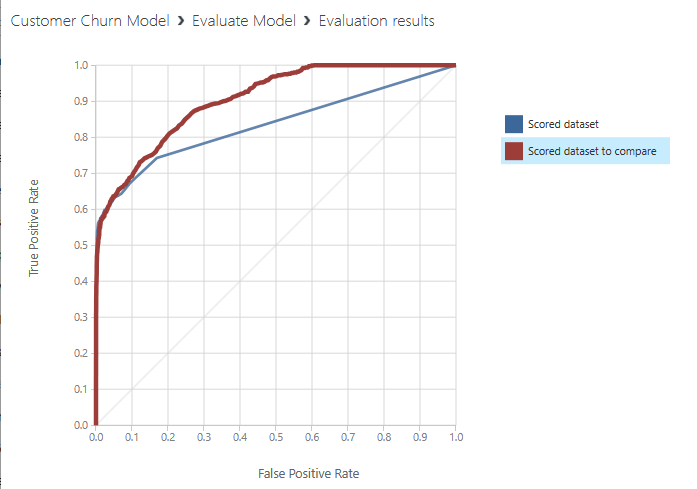 Customer Churn Model ❯ Evaluate Model ❯ Evaluation results
1.0
0.9
0.8
0.7
0.6
0.5
0.4
0.3
0.2
0.1
0.0
True Positive Rate
0.0 0.1 0.2 0.3 0.4 0.5 0.6 0.7 0.8 0.9 1.0
False Positive Rate
Scored dataset
Scored dataset to compare